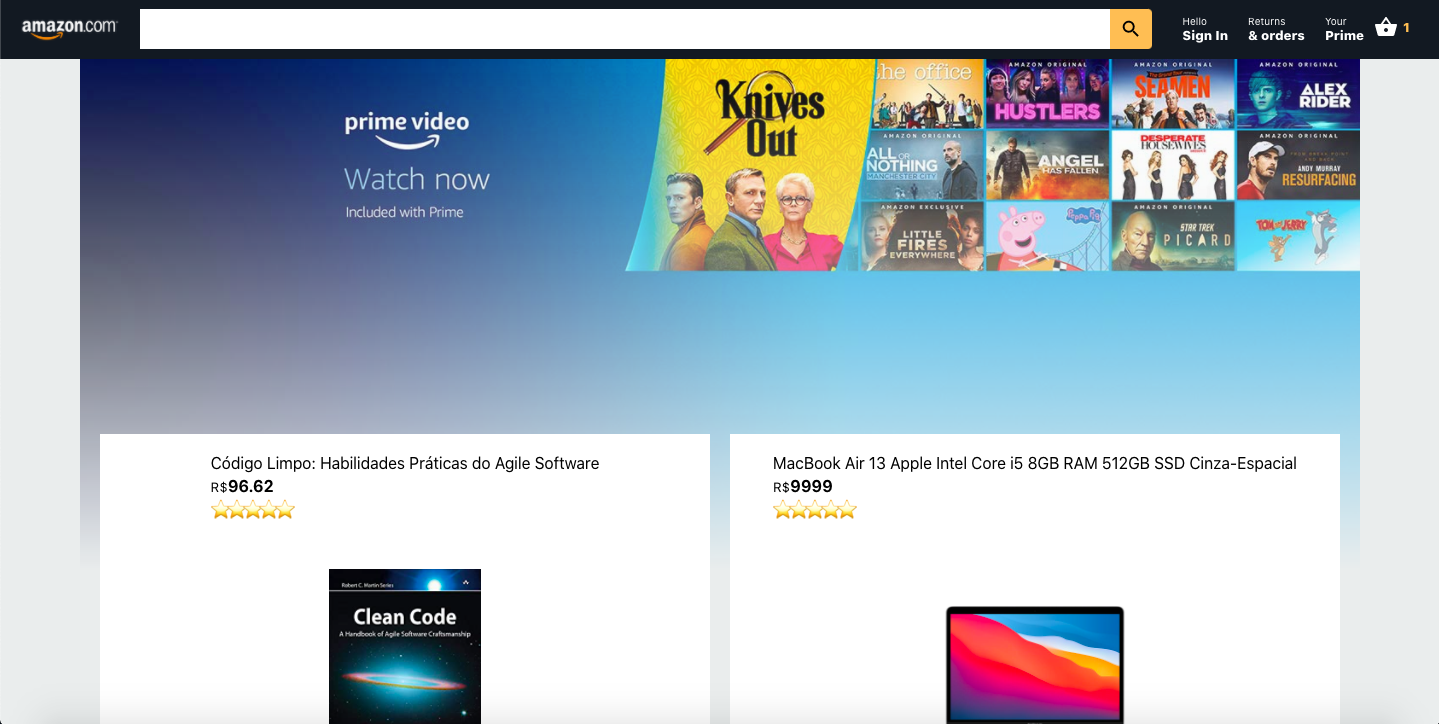 amazon.com
Hello
Sign In
Returns
& orders
Your
Prime
1
prime video
Watch now
Included with Prime
Knives
Out
the office
AMAZON ORIGINAL
HUSTLERS
AMAZON ORIGINAL
SEAMEN
AMAZON ORIGINAL
ALEX
RIDER
AMAZON ORIGINAL
ALL OR
NOTHING
MANCHESTER CITY
ANGEL
HAS FALLEN
DESPERATE
HOUSEWIVES
AMAZON ORIGINAL
ANDY MURRAY
RESURFACING
AMAZON EXCLUSIVE
LITTLE
FIRES
EVERYWHERE
Peppa Pig
AMAZON ORIGINAL
STAR TREK
PICARD
TOM AND JERRY
Código Limpo: Habilidades Práticas do Agile Software
R$96.62
MacBook Air 13 Apple Intel Core i5 8GB RAM 512GB SSD Cinza-Espacial
R$9999
Robert C. Martin Series
Clean Code
A Handbook of Agile Software Craftsmanship